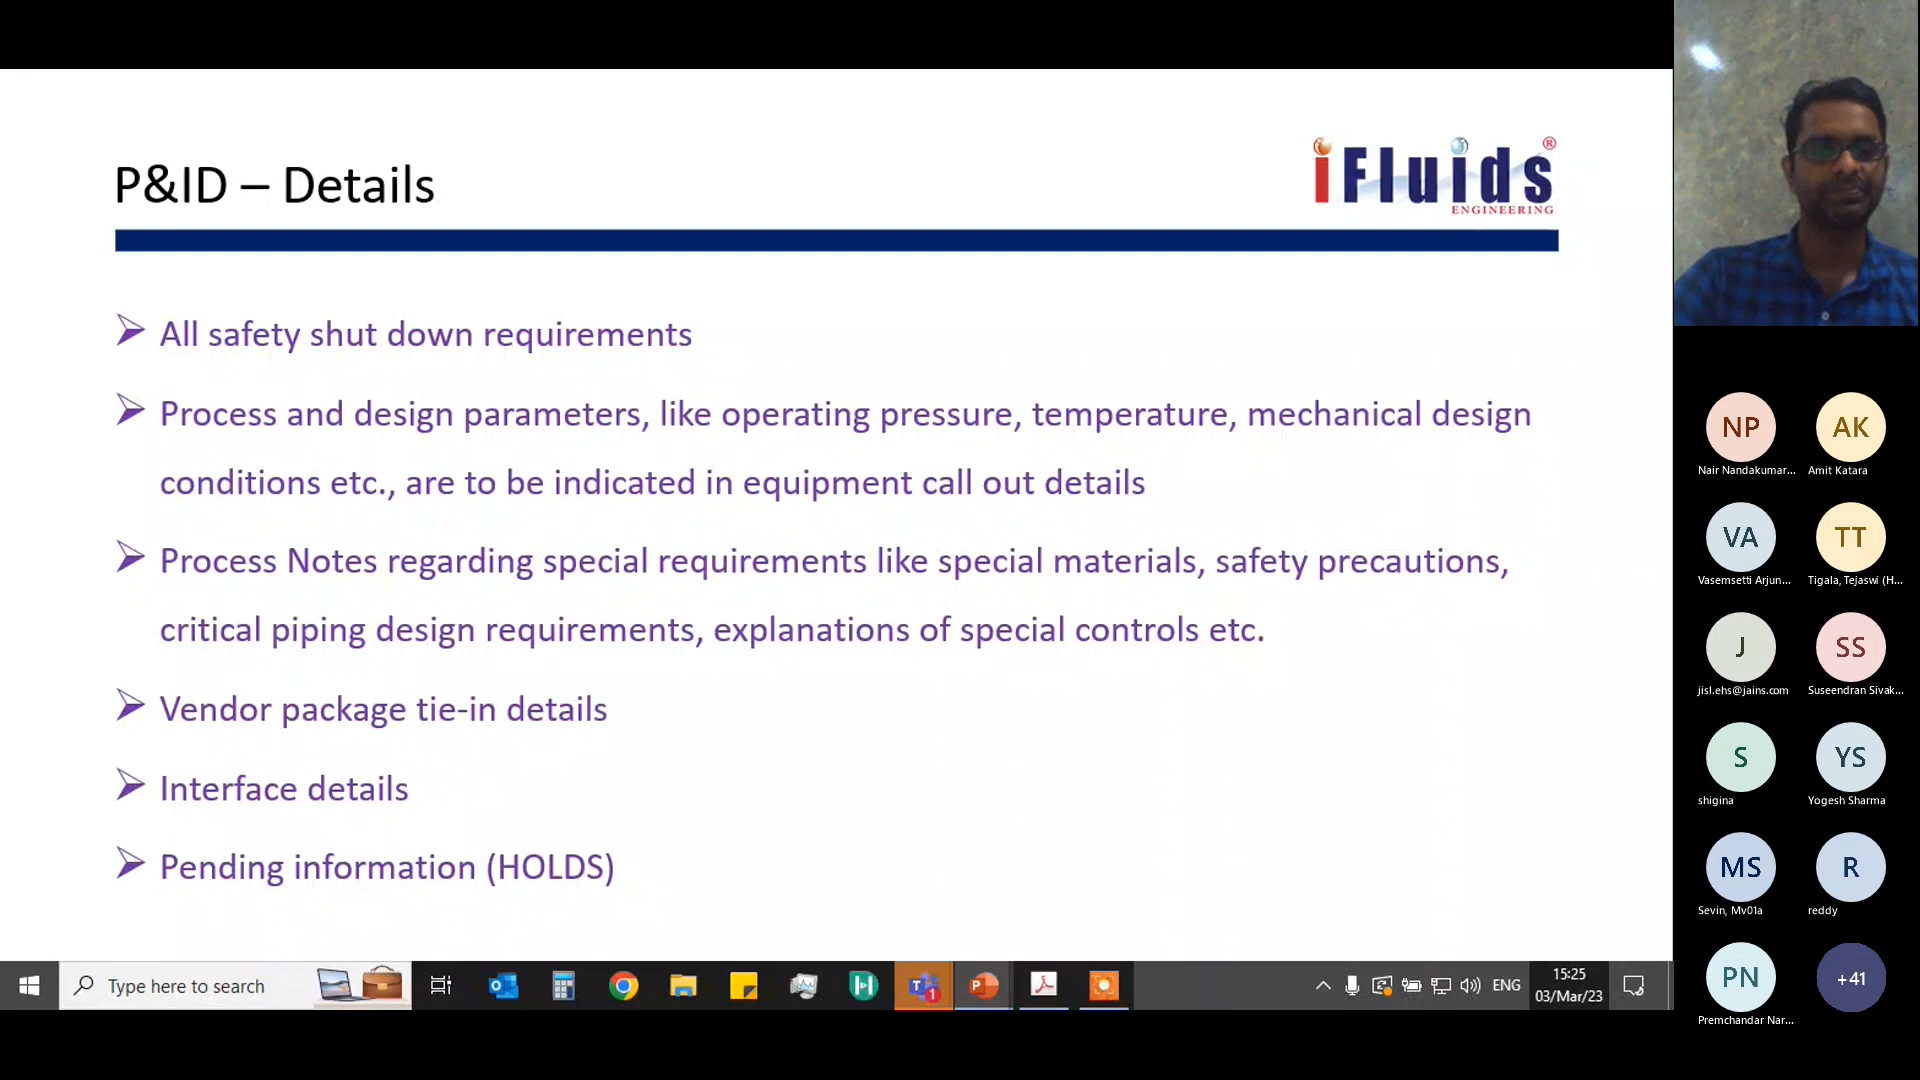 P&ID – Details
iFluids®
ENGINEERING
All safety shut down requirements
Process and design parameters, like operating pressure, temperature, mechanical design
conditions etc., are to be indicated in equipment call out details
Process Notes regarding special requirements like special materials, safety precautions,
critical piping design requirements, explanations of special controls etc.
Vendor package tie-in details
Interface details
Pending information (HOLDS)
Type here to search
1
ENG
15:25
03/Mar/23
NP
AK
Nair Nandakumar...
Amit Katara
VA
TT
Vasemsetti Arjun...
Tigala, Tejaswi (H...
J
SS
jisl.ehs@jains.com
Suseendran Sivak...
S
YS
shigina
Yogesh Sharma
MS
R
Sevin, Mv01a
reddy
PN
+41
Premchandar Nar...